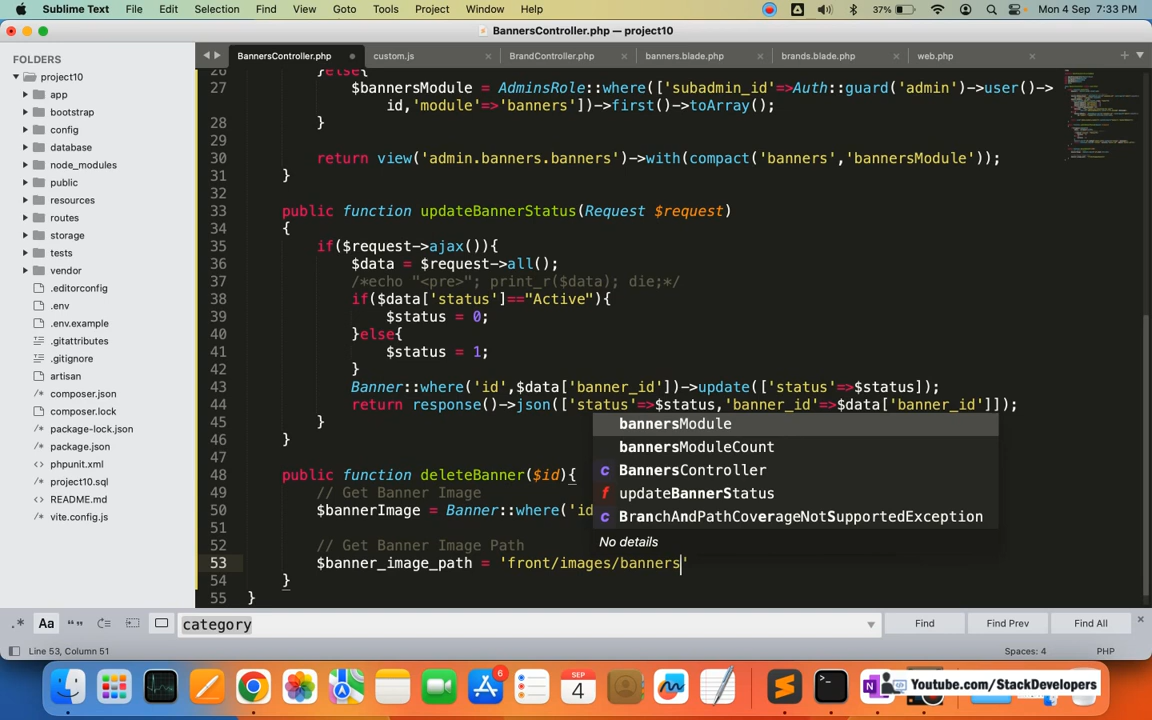 Sublime Text File Edit Selection Find View Goto Tools Project Window Help 37% Mon 4 Sep 7:33 PM
BannersController.php — project10
FOLDERS
project10
app
bootstrap
config
database
node_modules
public
resources
routes
storage
tests
vendor
.editorconfig
.env
.env.example
.gitattributes
.gitignore
artisan
composer.json
composer.lock
package-lock.json
package.json
phpunit.xml
project10.sql
README.md
vite.config.js
BannersController.php custom.js BrandController.php banners.blade.php brands.blade.php web.php
26 }else{
27 $bannersModule = AdminsRole::where(['subadmin_id'=>Auth::guard('admin')->user()->
id,'module'=>'banners'])->first()->toArray();
28 }
29
30 return view('admin.banners.banners')->with(compact('banners','bannersModule'));
31 }
32
33 public function updateBannerStatus(Request $request)
34 {
35 if($request->ajax()){
36 $data = $request->all();
37 /*echo "<pre>"; print_r($data); die;*/
38 if($data['status']=="Active"){
39 $status = 0;
40 }else{
41 $status = 1;
42 }
43 Banner::where('id',$data['banner_id'])->update(['status'=>$status]);
44 return response()->json(['status'=>$status,'banner_id'=>$data['banner_id']]);
45 }
46 }
47
48 public function deleteBanner($id){
49 // Get Banner Image
50 $bannerImage = Banner::where('id
51
52 // Get Banner Image Path
53 $banner_image_path = 'front/images/banners'
54 }
55 }
bannersModule
bannersModuleCount
c BannersController
f updateBannerStatus
c BranchAndPathCoverageNotSupportedException
No details
.* Aa “” category Find Find Prev Find All
Line 53, Column 51 Spaces: 4 PHP
6
SEP
4
Youtube.com/StackDevelopers